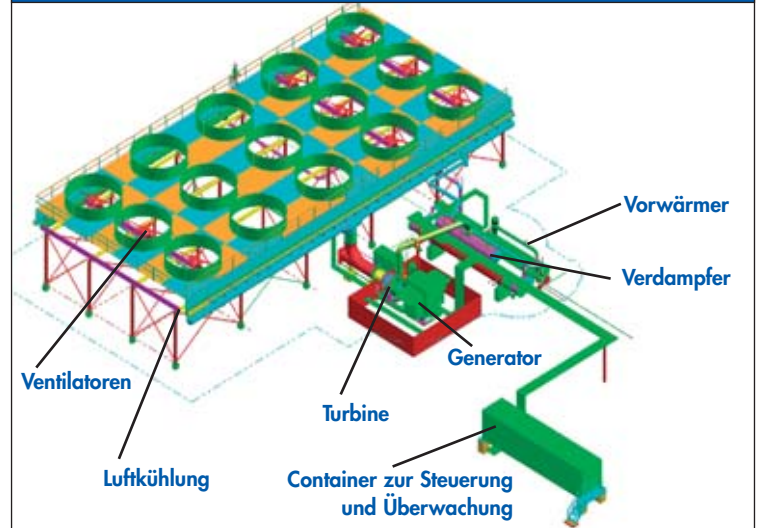 Vorwärmer
Verdampfer
Generator
Ventilatoren
Turbine
Luftkühlung
Container zur Steuerung
und Überwachung